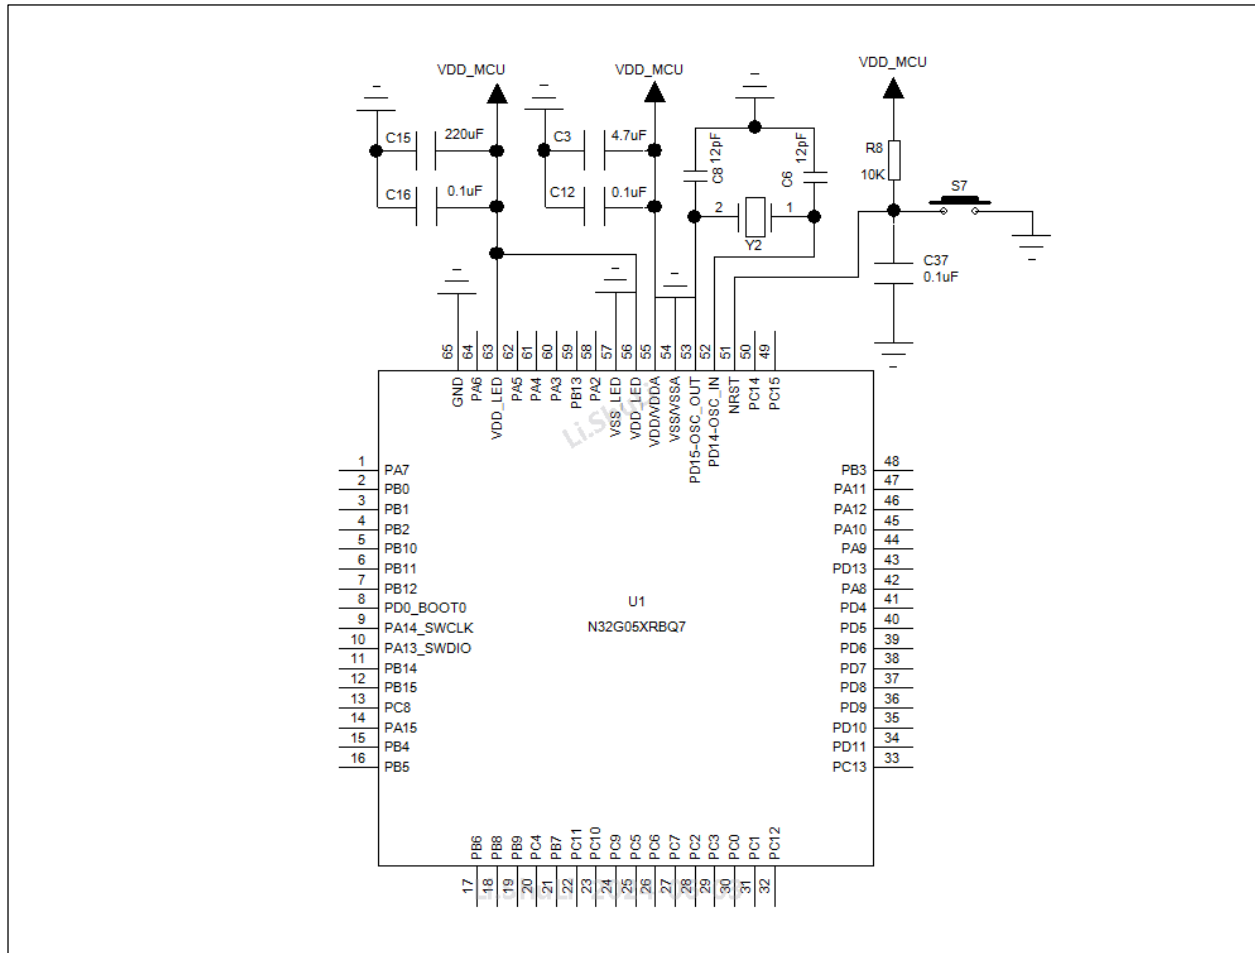 VDD_MCU
VDD_MCU
VDD_MCU
C15
220uF
C3
4.7uF
C8
12pF
C6
12pF
R8
10K
C16
0.1uF
C12
0.1uF
2
1
Y2
S7
C37
0.1uF
65
64
63
62
61
60
59
58
57
56
55
54
53
52
51
50
49
GND
PA6
VDD_LED
PA5
PA4
PA3
PB13
PA2
VSS_LED
VDD_LED
VDD/VDDA
VSS/VSSA
PD15-OSC_OUT
PD14-OSC_IN
NRST
PC14
PC15
Li.ShuLi
1 PA7
2 PB0
3 PB1
4 PB2
5 PB10
6 PB11
7 PB12
8 PD0_BOOT0
9 PA14_SWCLK
10 PA13_SWDIO
11 PB14
12 PB15
13 PC8
14 PA15
15 PB4
16 PB5
U1
N32G05XRBQ7
PB3 48
PA11 47
PA12 46
PA10 45
PA9 44
PD13 43
PA8 42
PD4 41
PD5 40
PD6 39
PD7 38
PD8 37
PD9 36
PD10 35
PD11 34
PC13 33
PB6
PB8
PB9
PC4
PB7
PC11
PC10
PC9
PC5
PC6
PC7
PC2
PC3
PC0
PC1
PC12
17
18
19
20
21
22
23
24
25
26
27
28
29
30
31
32